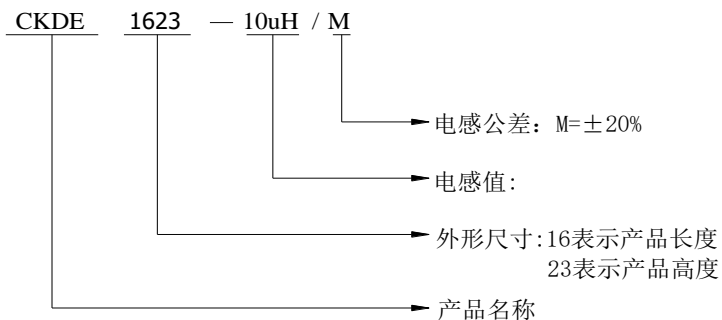 CKDE 1623 — 10uH / M
电感公差：M=±20%
电感值:
外形尺寸:16表示产品长度
23表示产品高度
产品名称